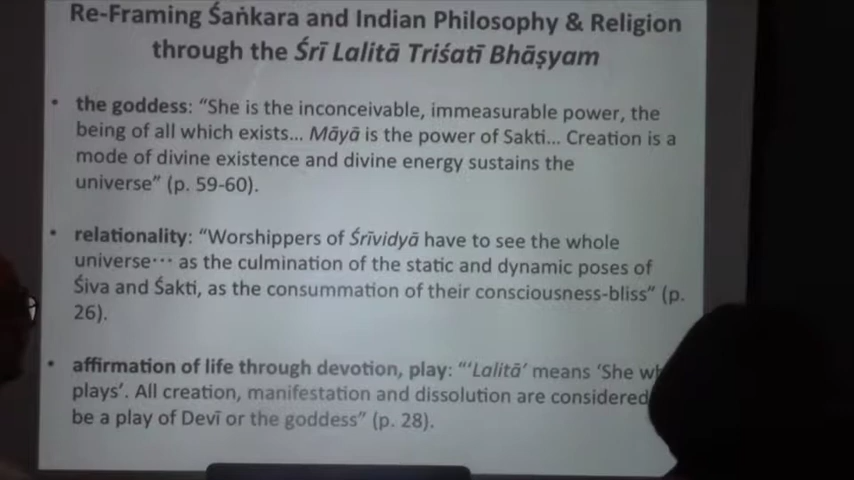 Re-Framing Śaṅkara and Indian Philosophy & Religion
through the Śrī Lalitā Triśatī Bhāṣyam
• the goddess: “She is the inconceivable, immeasurable power, the
being of all which exists... Māyā is the power of Sakti... Creation is a
mode of divine existence and divine energy sustains the
universe” (p. 59-60).
• relationality: “Worshippers of Śrīvidyā have to see the whole
universe⋯ as the culmination of the static and dynamic poses of
Śiva and Śakti, as the consummation of their consciousness-bliss” (p.
26).
• affirmation of life through devotion, play: “‘Lalitā’ means ‘She
plays’. All creation, manifestation and dissolution are considered
be a play of Devī or the goddess” (p. 28).